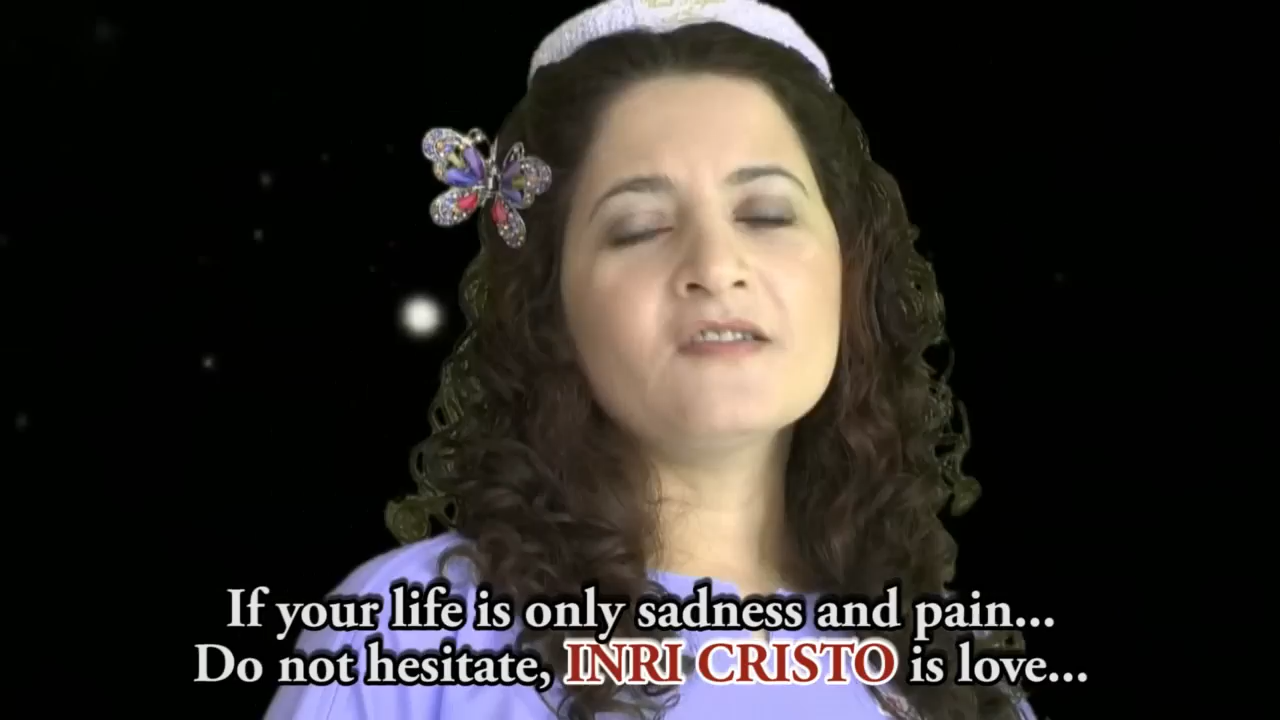 If your life is only sadness and pain...
Do not hesitate, INRI CRISTO is love...